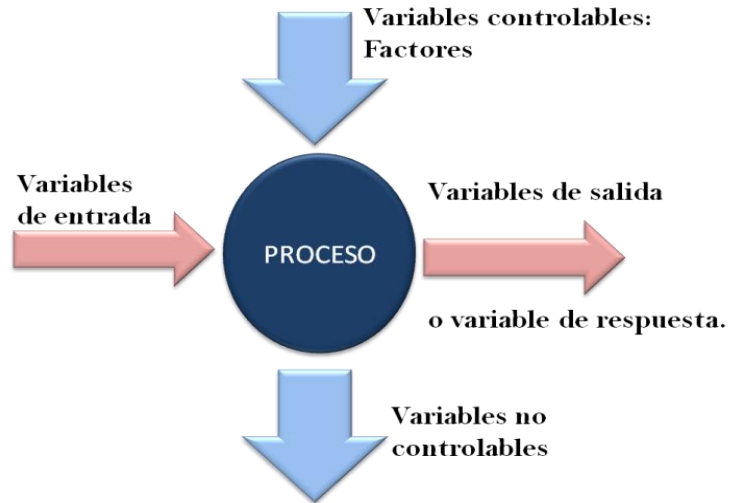 Variables controlables:
Factores
Variables
de entrada
PROCESO
Variables de salida
o variable de respuesta.
Variables no
controlables